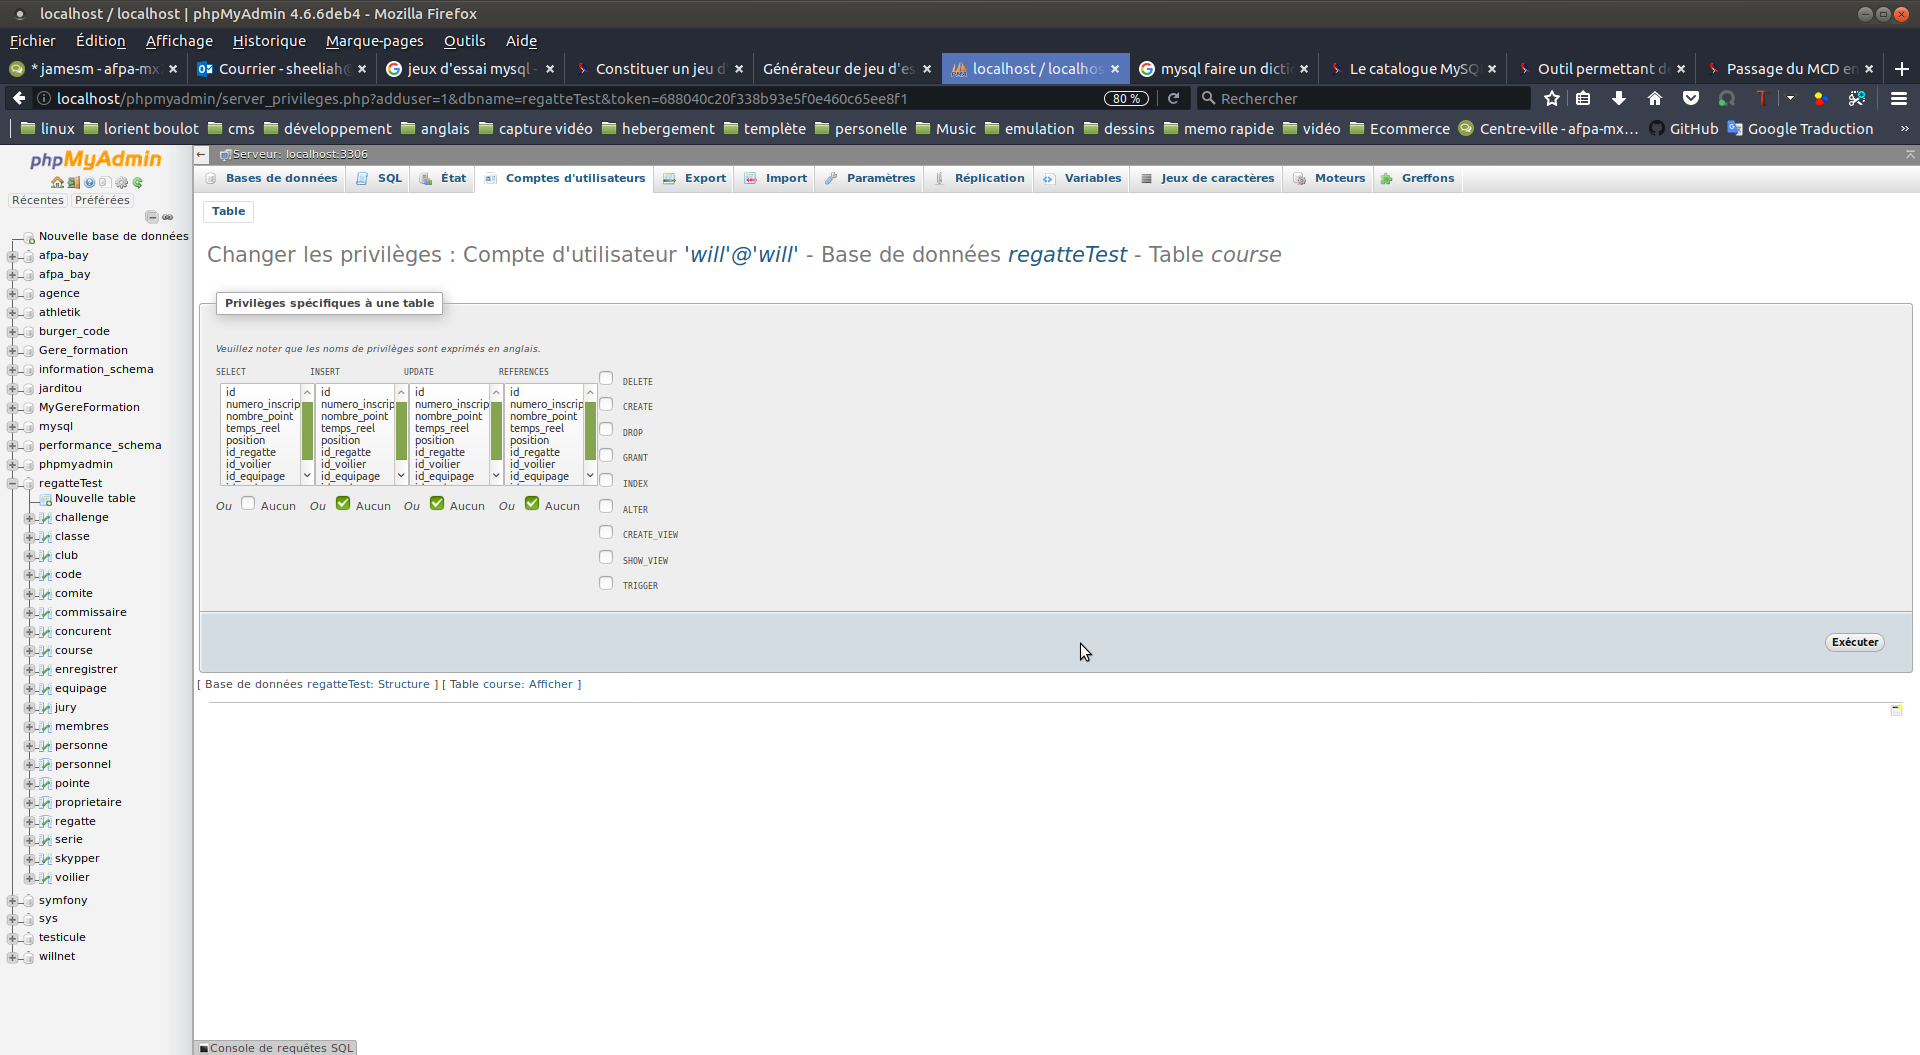 localhost / localhost | phpMyAdmin 4.6.6deb4 - Mozilla Firefox
Fichier Édition Affichage Historique Marque-pages Outils Aide
* jamesm - afpa-mx Courrier - sheeliah@ jeux d'essai mysql - Constituer un jeu d Générateur de jeu d'es localhost / localhos mysql faire un dicti Le catalogue MySQ Outil permettant d Passage du MCD en
localhost/phpmyadmin/server_privileges.php?adduser=1&dbname=regatteTest&token=688040c20f338b93e5f0e460c65ee8f1 80 % Rechercher
linux lorient boulot cms développement anglais capture vidéo hebergement templète personelle Music emulation dessins memo rapide vidéo Ecommerce Centre-ville - afpa-mx... GitHub Google Traduction »
phpMyAdmin
Récentes Préférées
Nouvelle base de données
afpa-bay
afpa_bay
agence
athletik
burger_code
Gere_formation
information_schema
jarditou
MyGereFormation
mysql
performance_schema
phpmyadmin
regatteTest
Nouvelle table
challenge
classe
club
code
comite
commissaire
concurent
course
enregistrer
equipage
jury
membres
personne
personnel
pointe
proprietaire
regatte
serie
skypper
voilier
symfony
sys
testicule
willnet
Serveur: localhost:3306
Bases de données SQL État Comptes d'utilisateurs Export Import Paramètres Réplication Variables Jeux de caractères Moteurs Greffons
Table
Changer les privilèges : Compte d'utilisateur 'will'@'will' - Base de données regatteTest - Table course
Privilèges spécifiques à une table
Veuillez noter que les noms de privilèges sont exprimés en anglais.
SELECT INSERT UPDATE REFERENCES
id id id id
numero_inscrip numero_inscrip numero_inscrip numero_inscrip
nombre_point nombre_point nombre_point nombre_point
temps_reel temps_reel temps_reel temps_reel
position position position position
id_regatte id_regatte id_regatte id_regatte
id_voilier id_voilier id_voilier id_voilier
id_equipage id_equipage id_equipage id_equipage
Ou Aucun Ou Aucun Ou Aucun Ou Aucun
DELETE
CREATE
DROP
GRANT
INDEX
ALTER
CREATE_VIEW
SHOW_VIEW
TRIGGER
Exécuter
[ Base de données regatteTest: Structure ] [ Table course: Afficher ]
Console de requêtes SQL